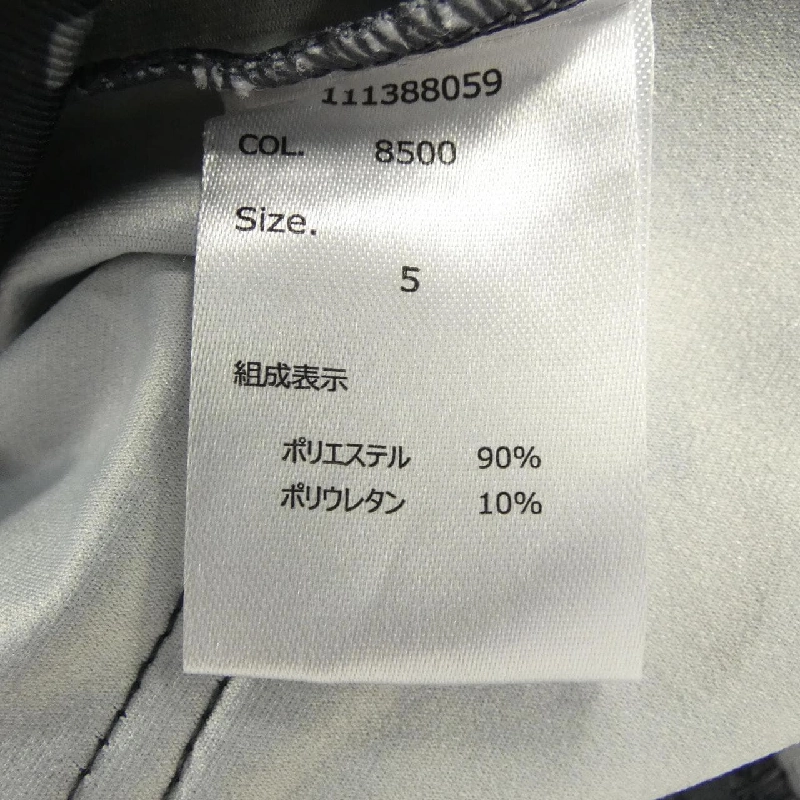 111388059
COL. 8500
Size.
5
組成表示
ポリエステル 90%
ポリウレタン 10%